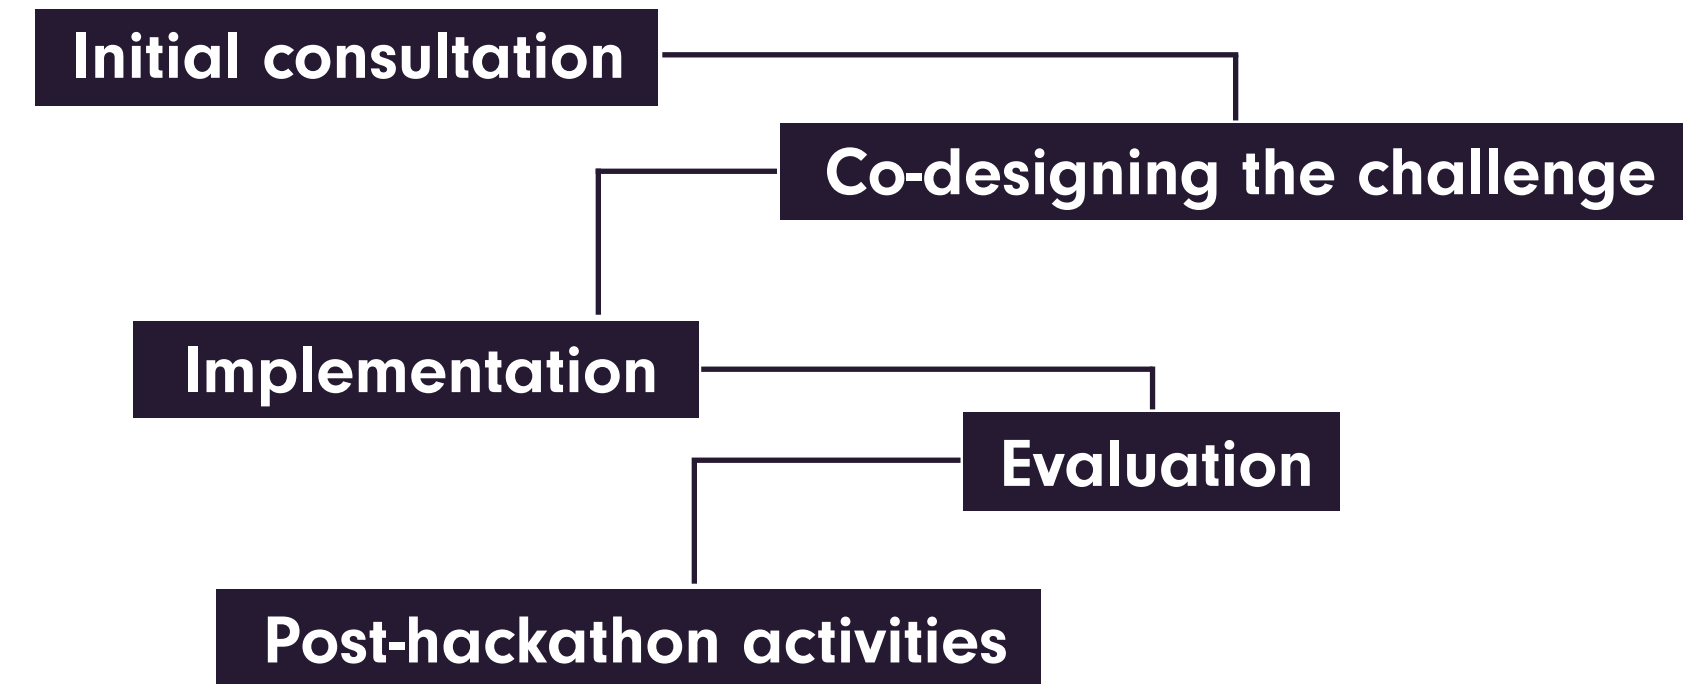 Initial consultation
Co-designing the challenge
Implementation
Evaluation
Post-hackathon activities